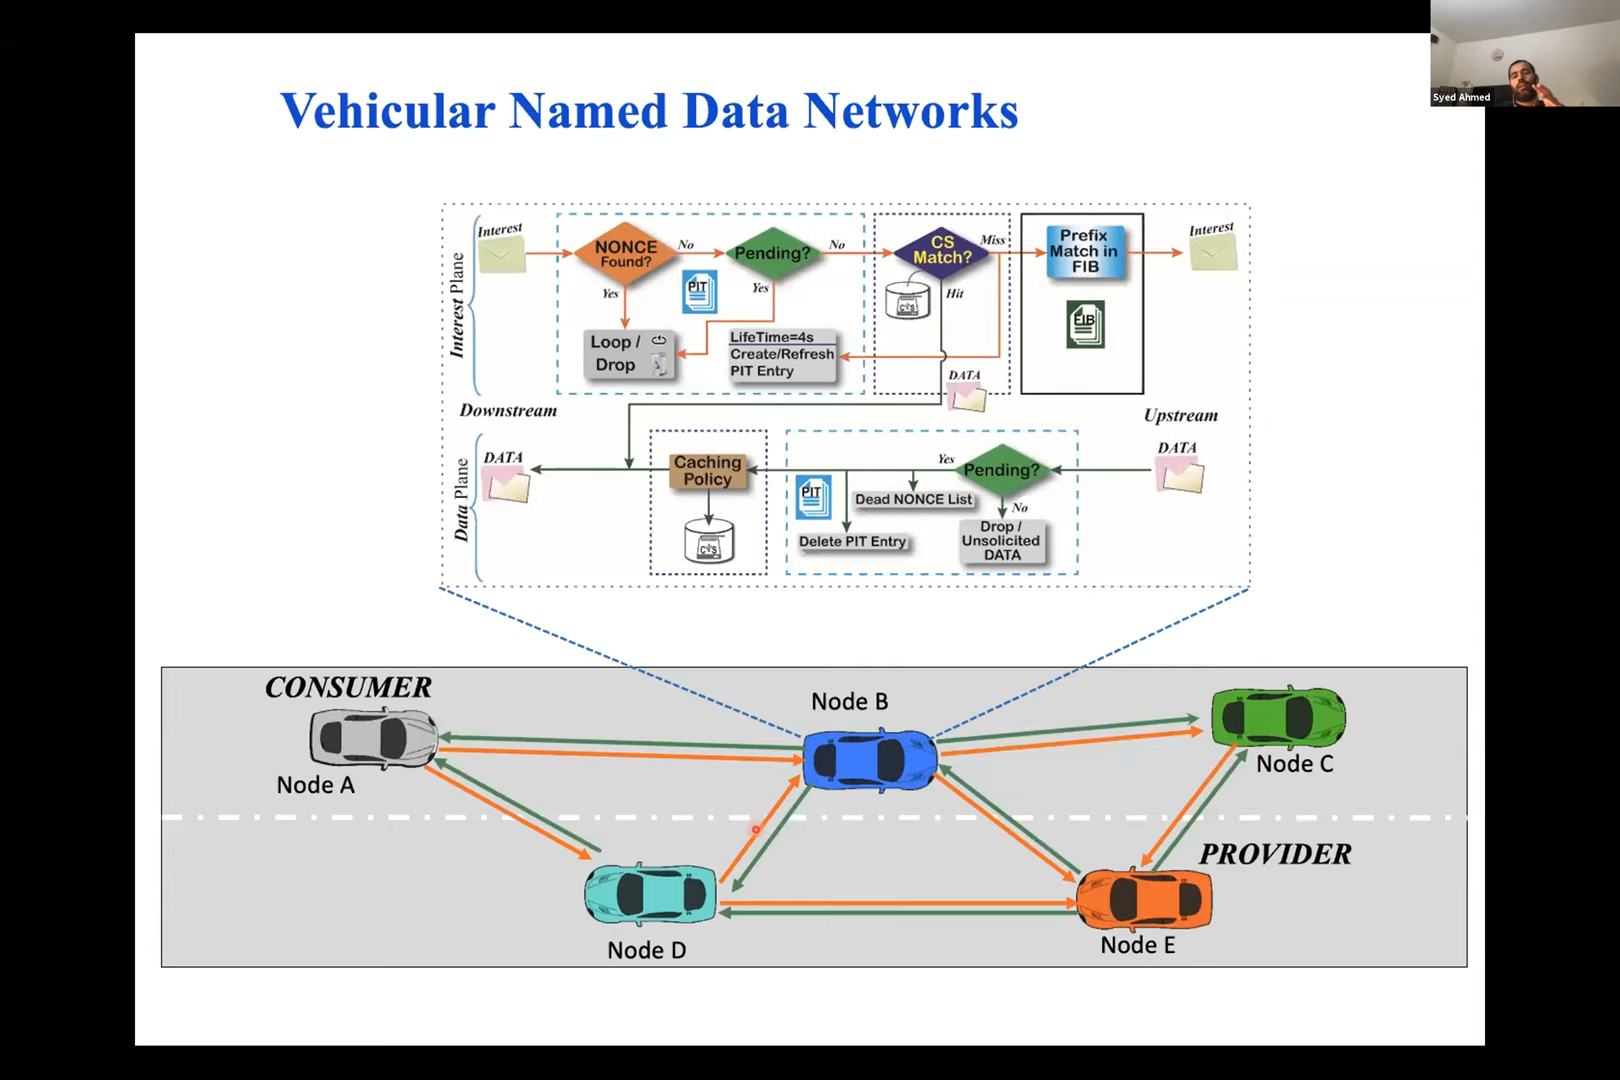 Vehicular Named Data Networks
Syed Ahmed
Interest Plane
Interest
NONCE
Found?
No
Yes
PIT
Pending?
No
Yes
Loop /
Drop
LifeTime=4s
Create/Refresh
PIT Entry
CS
Match?
Miss
Hit
CS
DATA
Prefix
Match in
FIB
FIB
Interest
Downstream
Upstream
Data Plane
DATA
Caching
Policy
CS
PIT
Yes
Dead NONCE List
Delete PIT Entry
Pending?
No
Drop /
Unsolicited
DATA
DATA
CONSUMER
Node A
Node B
Node C
PROVIDER
Node D
Node E